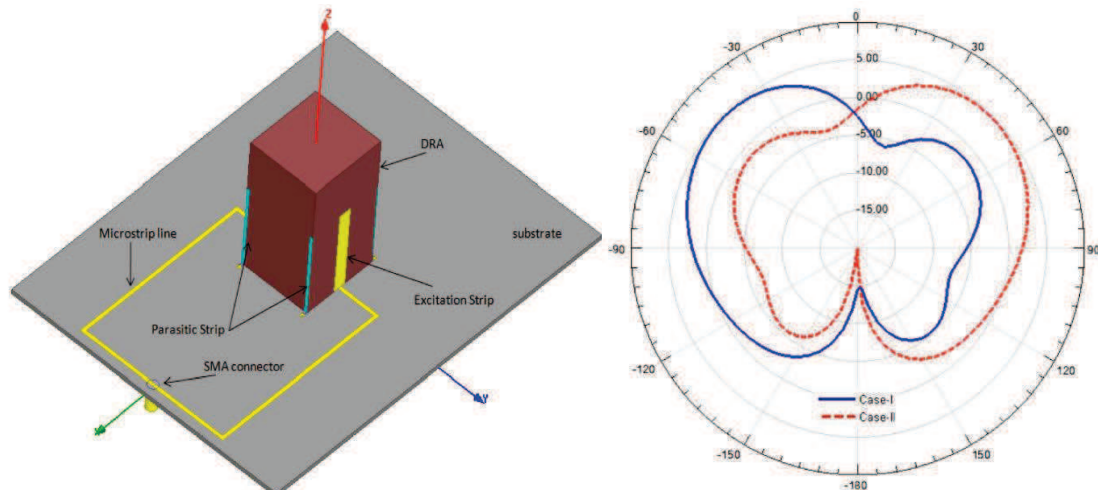 Z
DRA
Microstrip line
substrate
Excitation Strip
Parasitic Strip
SMA connector
Y
0
-30
30
5.00
0.00
-60
60
-5.00
-10.00
-15.00
-90
90
-120
120
Case-I
Case-II
-150
150
-180